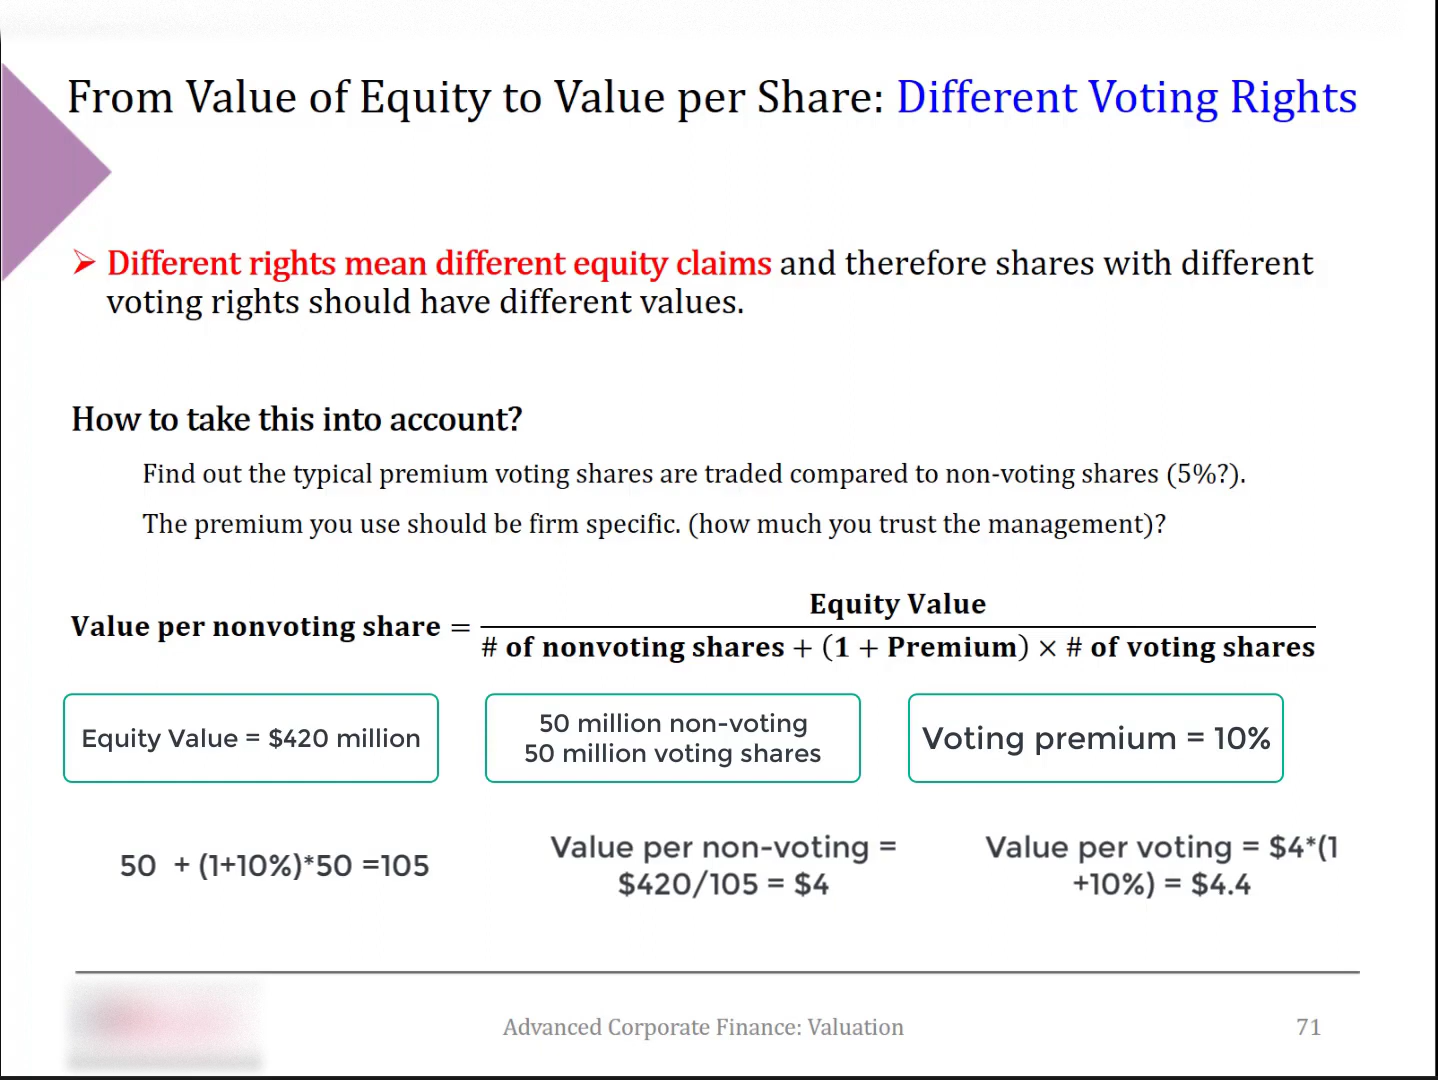 From Value of Equity to Value per Share: Different Voting Rights
➢ Different rights mean different equity claims and therefore shares with different
voting rights should have different values.
How to take this into account?
Find out the typical premium voting shares are traded compared to non-voting shares (5%?).
The premium you use should be firm specific. (how much you trust the management)?
Value per nonvoting share = Equity Value / # of nonvoting shares + (1 + Premium) × # of voting shares
Equity Value = $420 million
50 million non-voting
50 million voting shares
Voting premium = 10%
50 + (1+10%)*50 =105
Value per non-voting =
$420/105 = $4
Value per voting = $4*(1
+10%) = $4.4
Advanced Corporate Finance: Valuation
71